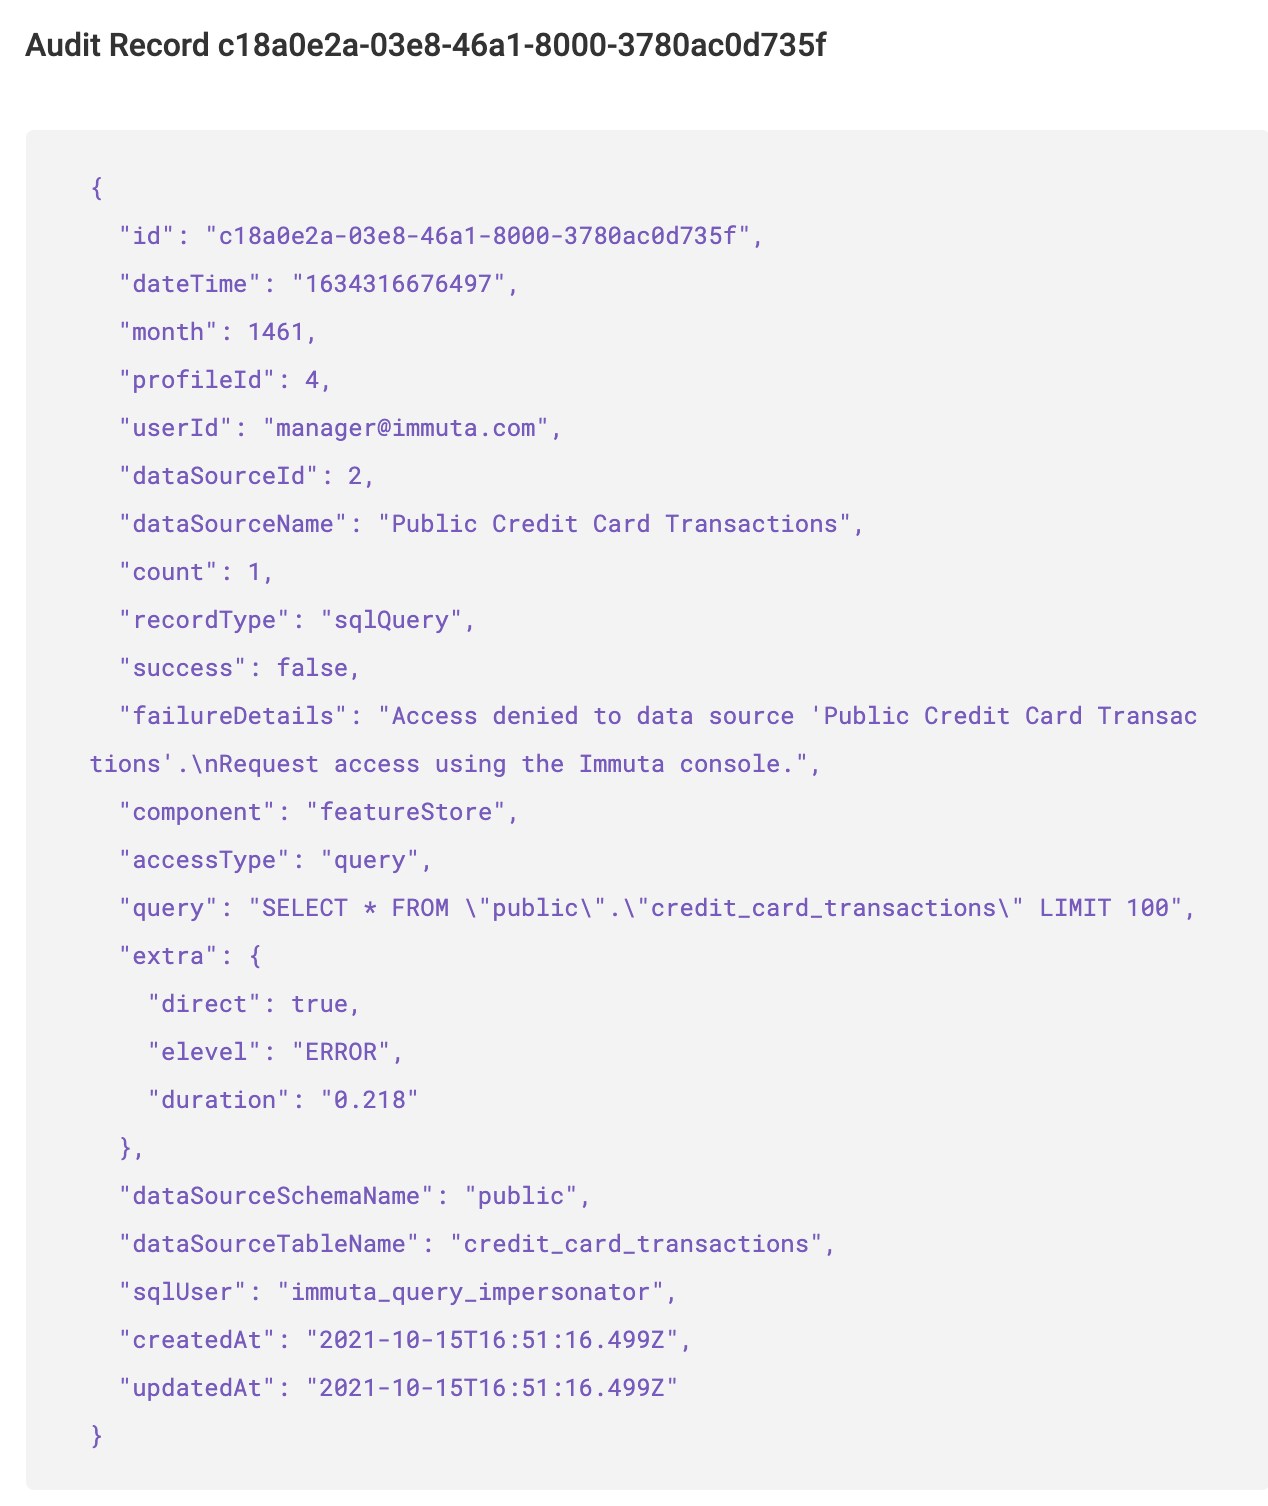 Audit Record c18a0e2a-03e8-46a1-8000-3780ac0d735f
{
  "id": "c18a0e2a-03e8-46a1-8000-3780ac0d735f",
  "dateTime": "1634316676497",
  "month": 1461,
  "profileId": 4,
  "userId": "manager@immuta.com",
  "dataSourceId": 2,
  "dataSourceName": "Public Credit Card Transactions",
  "count": 1,
  "recordType": "sqlQuery",
  "success": false,
  "failureDetails": "Access denied to data source 'Public Credit Card Transac
tions'.\nRequest access using the Immuta console.",
  "component": "featureStore",
  "accessType": "query",
  "query": "SELECT * FROM \"public\".\"credit_card_transactions\" LIMIT 100",
  "extra": {
    "direct": true,
    "elevel": "ERROR",
    "duration": "0.218"
  },
  "dataSourceSchemaName": "public",
  "dataSourceTableName": "credit_card_transactions",
  "sqlUser": "immuta_query_impersonator",
  "createdAt": "2021-10-15T16:51:16.499Z",
  "updatedAt": "2021-10-15T16:51:16.499Z"
}